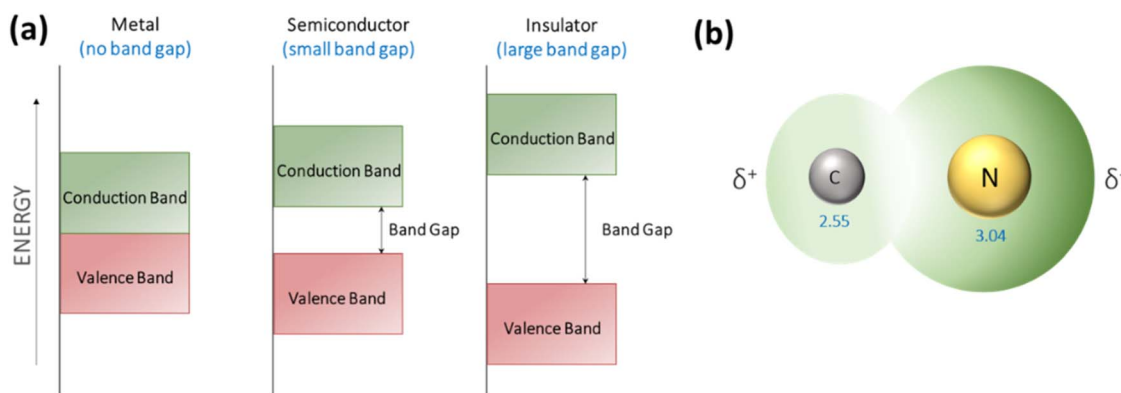 (a)
Metal
(no band gap)
Semiconductor
(small band gap)
Insulator
(large band gap)
ENERGY
Conduction Band
Valence Band
Conduction Band
Band Gap
Valence Band
Conduction Band
Band Gap
Valence Band
(b)
δ⁺
C
2.55
N
3.04
δ⁻